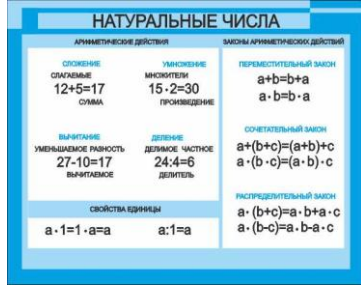 НАТУРАЛЬНЫЕ ЧИСЛА
АРИФМЕТИЧЕСКИЕ ДЕЙСТВИЯ
СЛОЖЕНИЕ
СЛАГАЕМЫЕ
12+5=17
СУММА
УМНОЖЕНИЕ
МНОЖИТЕЛИ
15·2=30
ПРОИЗВЕДЕНИЕ
ВЫЧИТАНИЕ
УМЕНЬШАЕМОЕ РАЗНОСТЬ
27-10=17
ВЫЧИТАЕМОЕ
ДЕЛЕНИЕ
ДЕЛИМОЕ ЧАСТНОЕ
24:4=6
ДЕЛИТЕЛЬ
СВОЙСТВА ЕДИНИЦЫ
a·1=1·a=a
a:1=a
ЗАКОНЫ АРИФМЕТИЧЕСКИХ ДЕЙСТВИЙ
ПЕРЕМЕСТИТЕЛЬНЫЙ ЗАКОН
a+b=b+a
a·b=b·a
СОЧЕТАТЕЛЬНЫЙ ЗАКОН
a+(b+c)=(a+b)+c
a·(b·c)=(a·b)·c
РАСПРЕДЕЛИТЕЛЬНЫЙ ЗАКОН
a·(b+c)=a·b+a·c
a·(b-c)=a·b-a·c